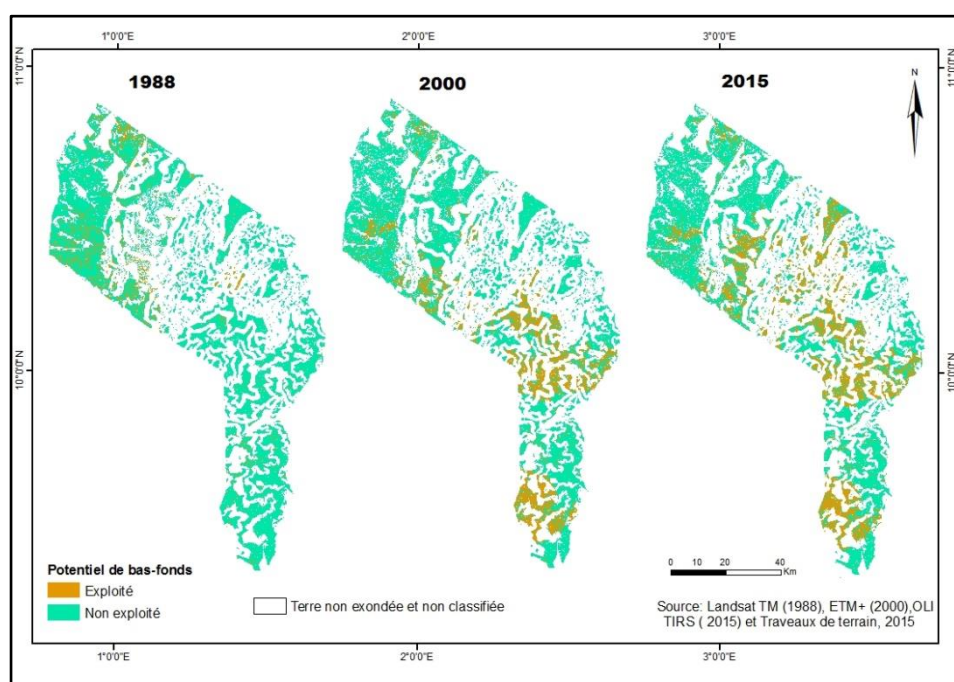 1°0'0"E 2°0'0"E 3°0'0"E
11°0'0"N 11°0'0"N
1988 2000 2015
N
10°0'0"N 10°0'0"N
Potentiel de bas-fonds
Exploité
Non exploité
Terre non exondée et non classifiée
0 10 20 40
Km
Source: Landsat TM (1988), ETM+ (2000),OLI
TIRS ( 2015) et Traveaux de terrain, 2015
1°0'0"E 2°0'0"E 3°0'0"E